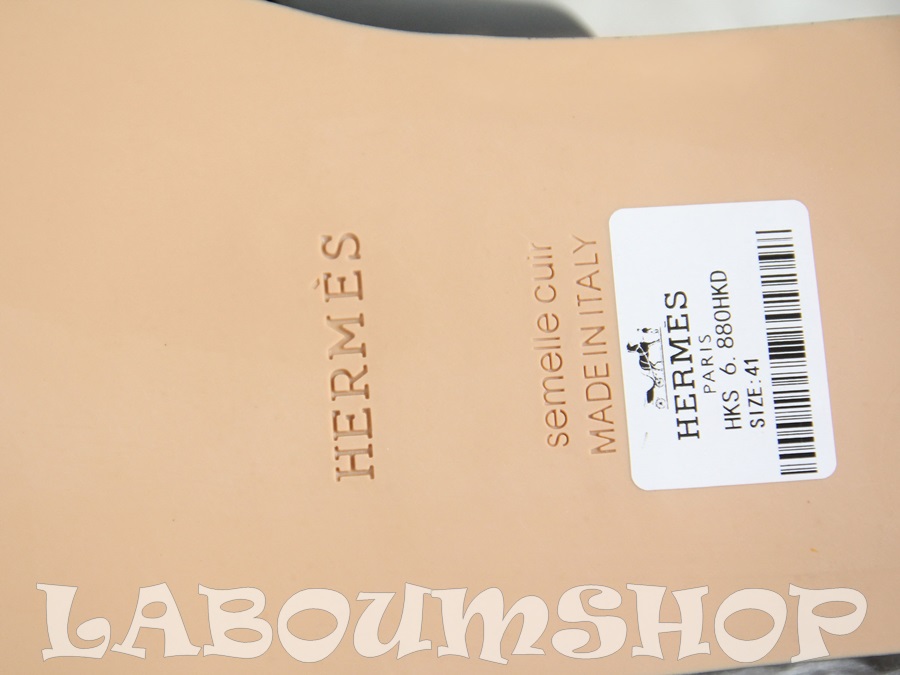 HERMÈS
semelle cuir
MADE IN ITALY
HERMÈS
PARIS
HKS 6. 880HKD
SIZE:41
LABOUMSHOP